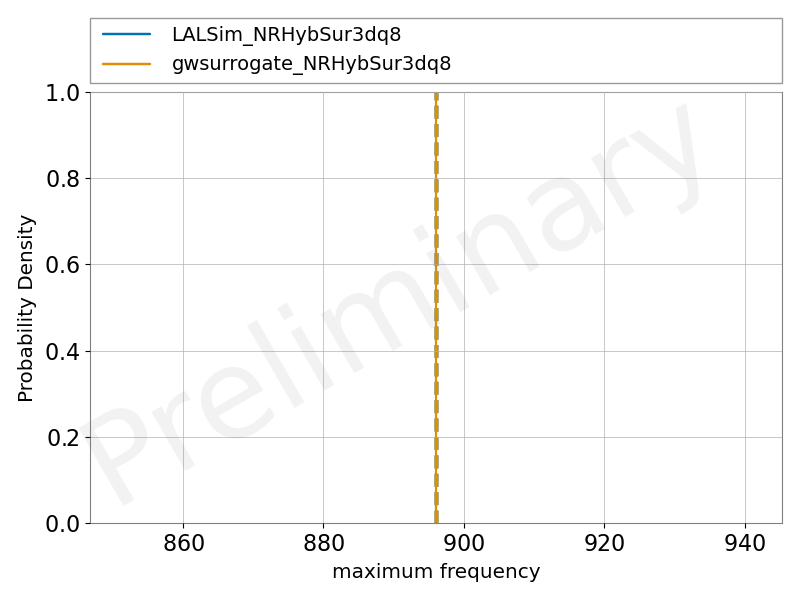 LALSim_NRHybSur3dq8
gwsurrogate_NRHybSur3dq8
1.0
0.8
0.6
0.4
0.2
0.0
Probability Density
Preliminary
860 880 900 920 940
maximum frequency